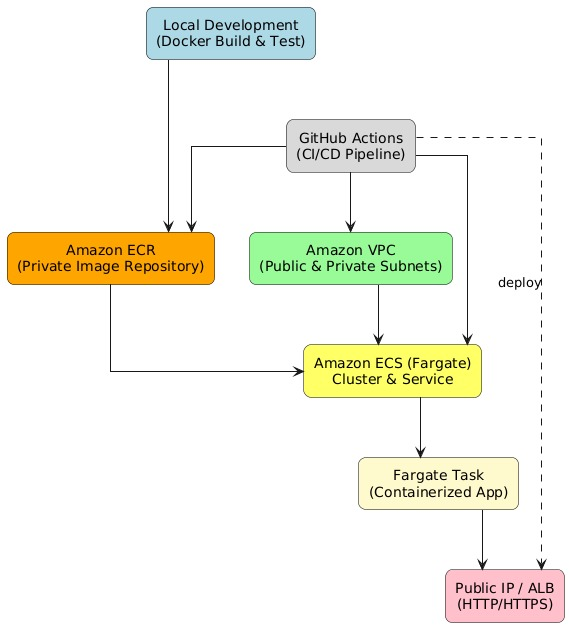 Local Development
(Docker Build & Test)
GitHub Actions
(CI/CD Pipeline)
Amazon ECR
(Private Image Repository)
Amazon VPC
(Public & Private Subnets)
deploy
Amazon ECS (Fargate)
Cluster & Service
Fargate Task
(Containerized App)
Public IP / ALB
(HTTP/HTTPS)